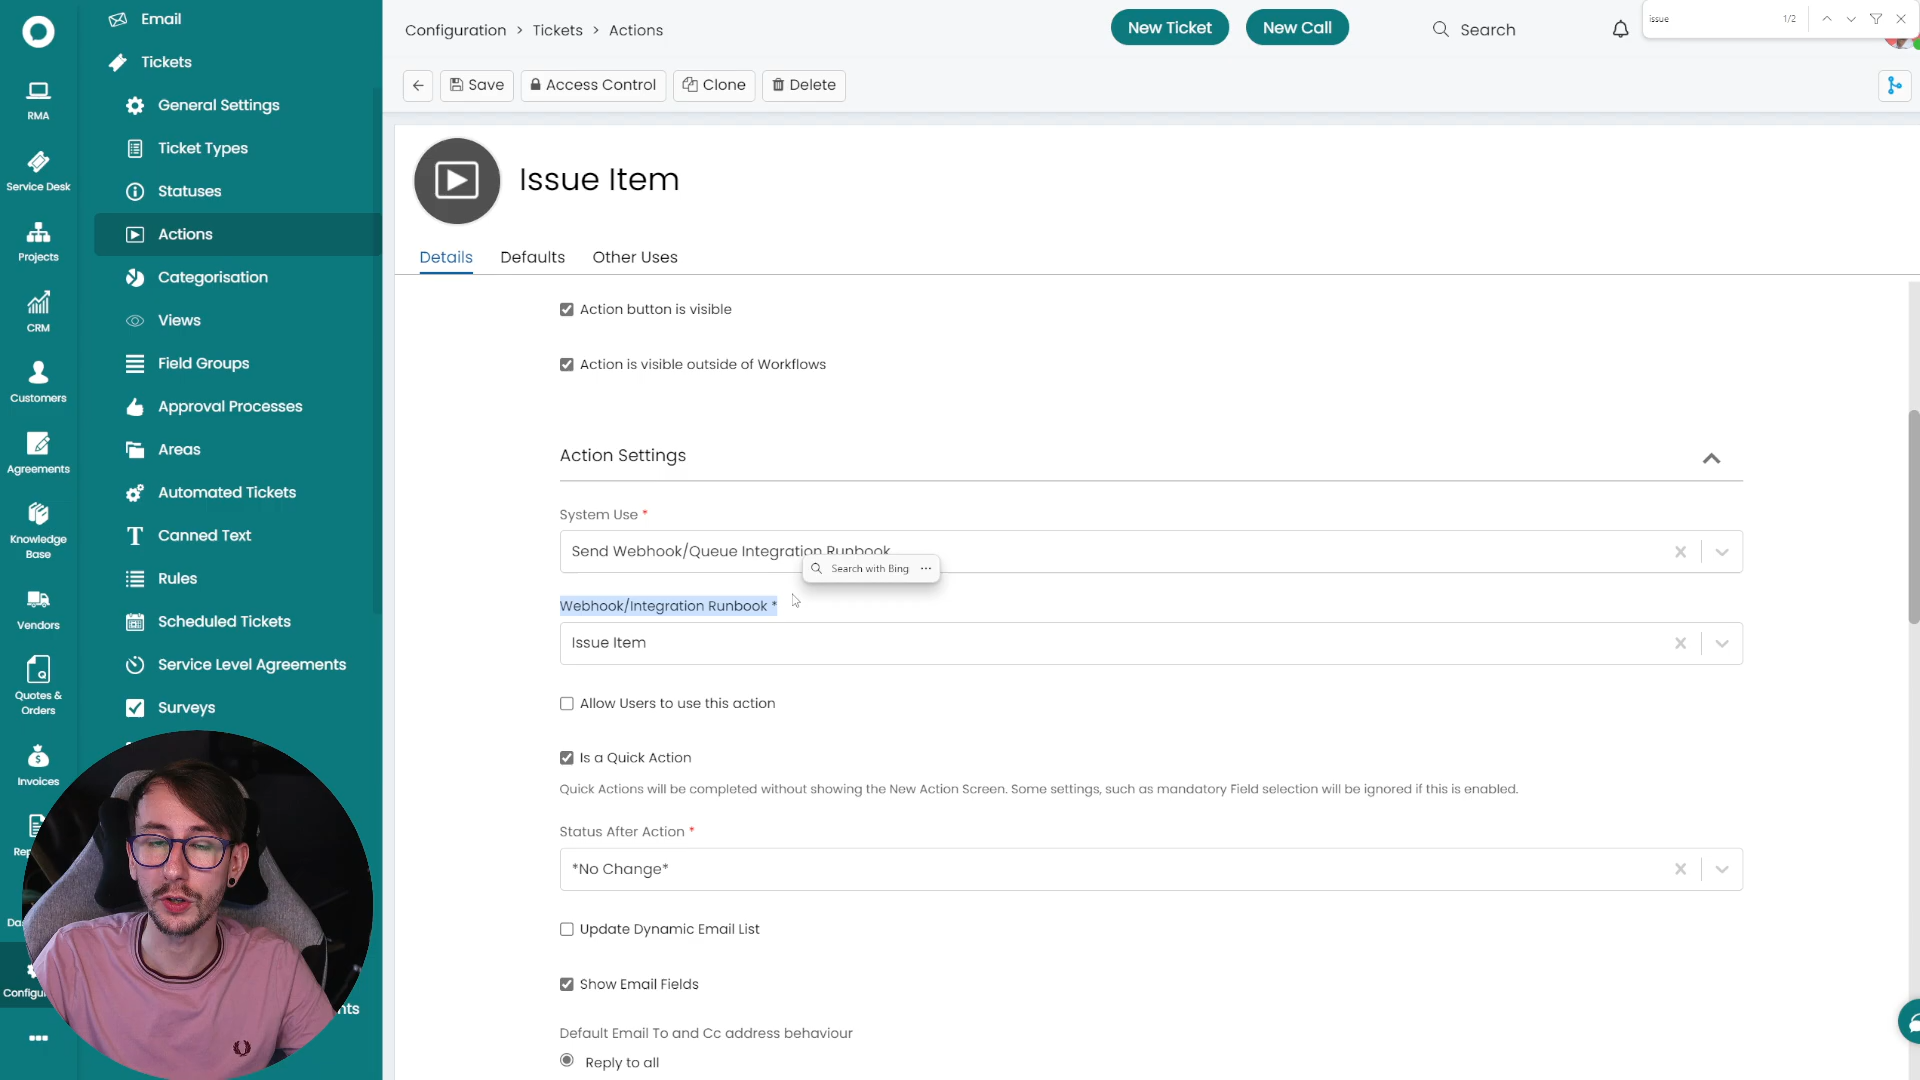 RMA
Service Desk
Projects
CRM
Customers
Agreements
Knowledge
Base
Vendors
Quotes &
Orders
Invoices
Email
Tickets
General Settings
Ticket Types
Statuses
Actions
Categorisation
Views
Field Groups
Approval Processes
Areas
Automated Tickets
Canned Text
Rules
Scheduled Tickets
Service Level Agreements
Surveys
Configuration > Tickets > Actions
New Ticket
New Call
Search
issue
1/2
Save
Access Control
Clone
Delete
Issue Item
Details
Defaults
Other Uses
Action button is visible
Action is visible outside of Workflows
Action Settings
System Use *
Send Webhook/Queue Integration Runbook
Search with Bing ...
Webhook/Integration Runbook *
Issue Item
Allow Users to use this action
Is a Quick Action
Quick Actions will be completed without showing the New Action Screen. Some settings, such as mandatory Field selection will be ignored if this is enabled.
Status After Action *
*No Change*
Update Dynamic Email List
Show Email Fields
Default Email To and Cc address behaviour
Reply to all